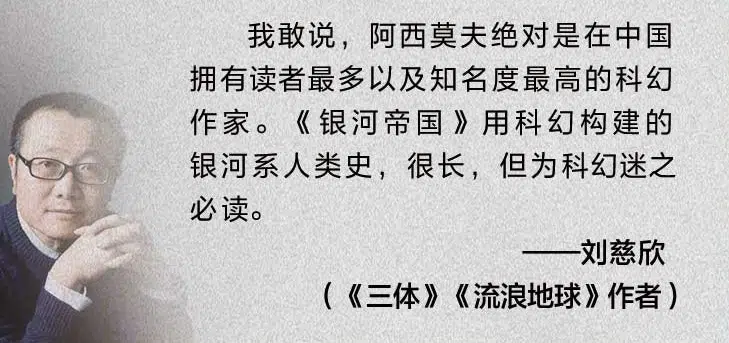 我敢说，阿西莫夫绝对是在中国
拥有读者最多以及知名度最高的科幻
作家。《银河帝国》用科幻构建的
银河系人类史，很长，但为科幻迷之
必读。
——刘慈欣
（《三体》《流浪地球》作者）